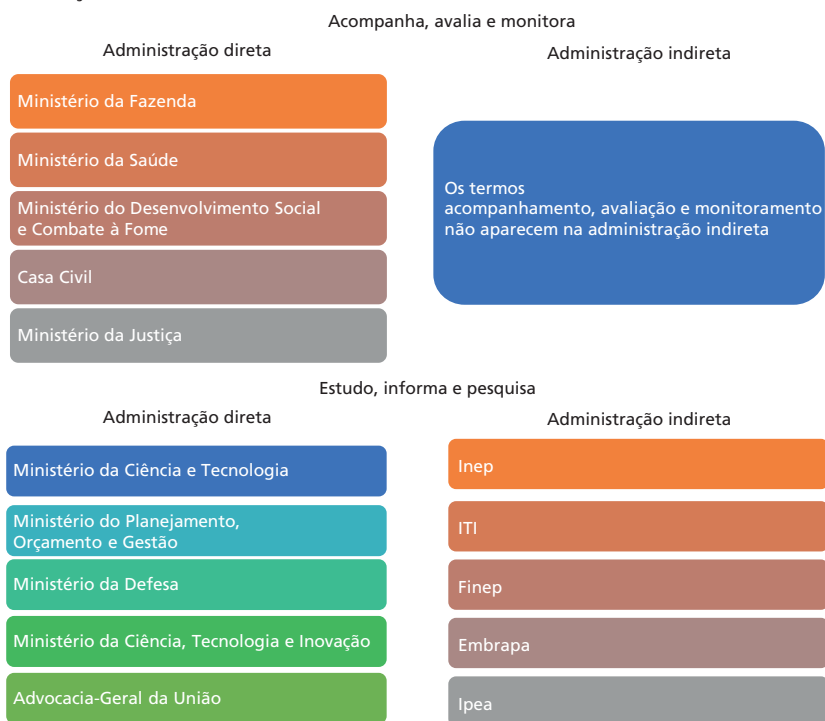 Acompanha, avalia e monitora
Administração direta
Administração indireta
Ministério da Fazenda
Ministério da Saúde
Ministério do Desenvolvimento Social
e Combate à Fome
Casa Civil
Ministério da Justiça
Os termos
acompanhamento, avaliação e monitoramento
não aparecem na administração indireta
Estudo, informa e pesquisa
Administração direta
Administração indireta
Ministério da Ciência e Tecnologia
Ministério do Planejamento,
Orçamento e Gestão
Ministério da Defesa
Ministério da Ciência, Tecnologia e Inovação
Advocacia-Geral da União
Inep
ITI
Finep
Embrapa
Ipea